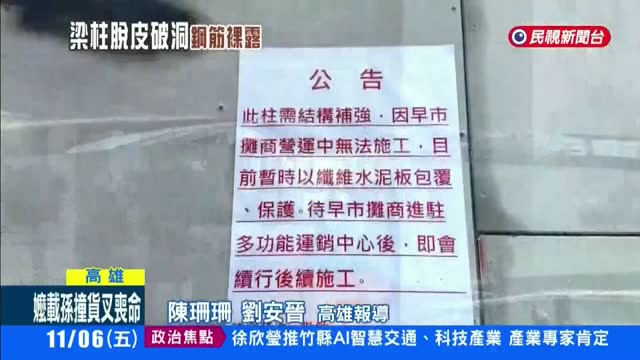 梁柱脫皮破洞鋼筋裸露
民視新聞台
公告
此柱需結構補強，因早市
攤商營運中無法施工，目
前暫時以纖維水泥板包覆
、保護。待早市攤商進駐
多功能運銷中心後，即會
續行後續施工。
高雄
嬤載孫撞貨叉喪命
陳珊珊 劉安晉 高雄報導
11/06(五) 政治焦點 徐欣瑩推竹縣AI智慧交通、科技產業 產業專家肯定